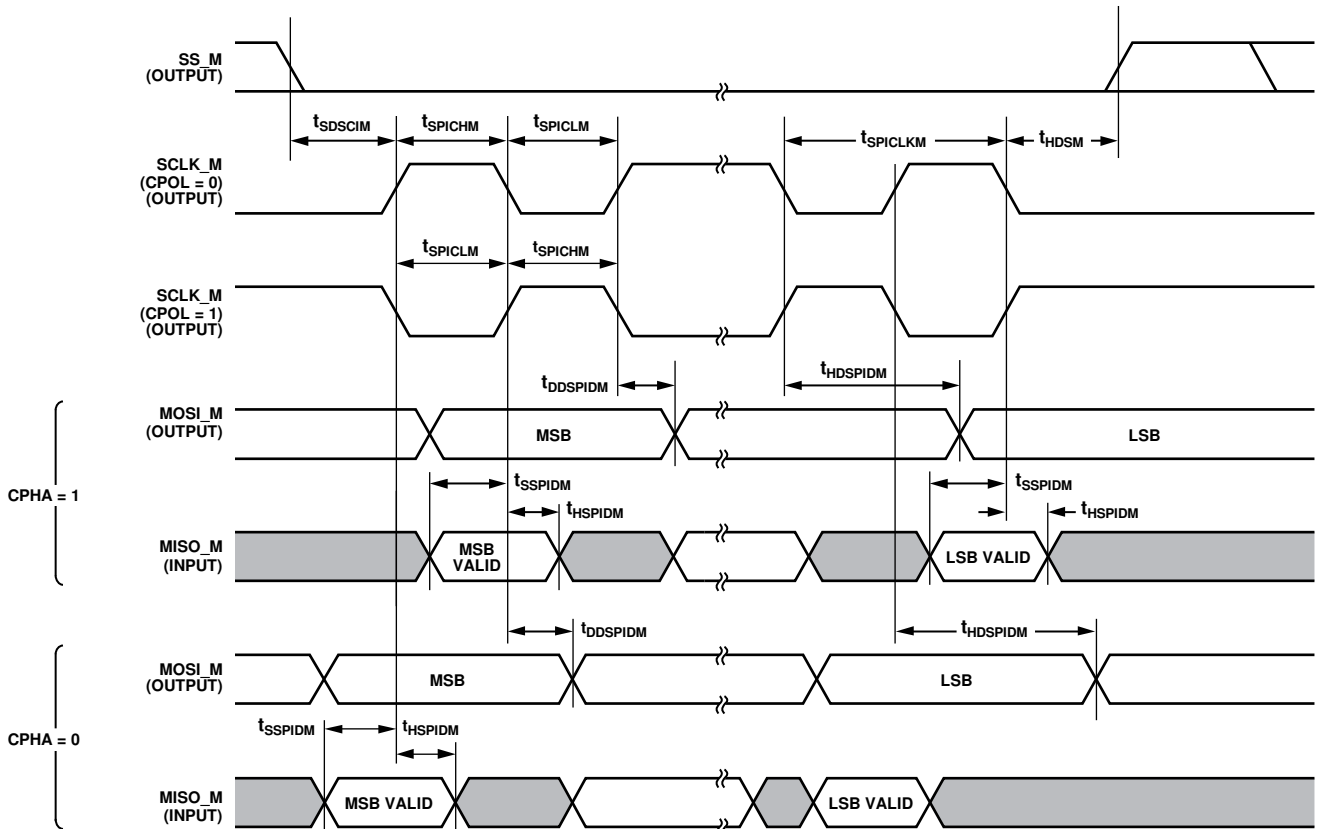 SS_M
(OUTPUT)
tSDSCIM tSPICHM tSPICLM tSPICLKM tHDSM
SCLK_M
(CPOL = 0)
(OUTPUT)
tSPICLM tSPICHM
SCLK_M
(CPOL = 1)
(OUTPUT)
tDDSPIDM tHDSPIDM
CPHA = 1
MOSI_M
(OUTPUT)
MSB LSB
tSSPIDM tSSPIDM
tHSPIDM tHSPIDM
MISO_M
(INPUT)
MSB
VALID
LSB VALID
tDDSPIDM tHDSPIDM
CPHA = 0
MOSI_M
(OUTPUT)
MSB LSB
tSSPIDM tHSPIDM
MISO_M
(INPUT)
MSB VALID LSB VALID